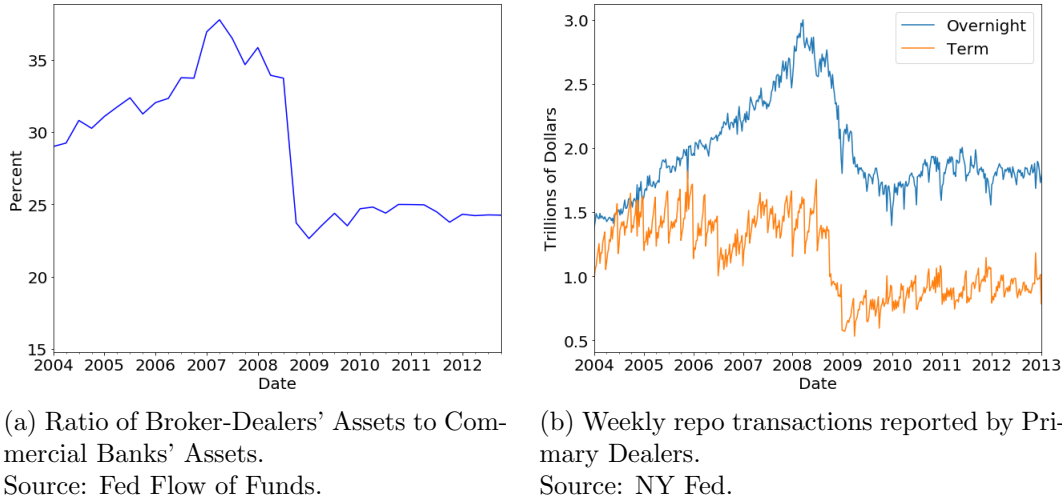 Percent
35
30
25
20
15
2004 2005 2006 2007 2008 2009 2010 2011 2012
Date
(a) Ratio of Broker-Dealers' Assets to Com-
mercial Banks' Assets.
Source: Fed Flow of Funds.
Trillions of Dollars
3.0
2.5
2.0
1.5
1.0
0.5
Overnight
Term
2004 2005 2006 2007 2008 2009 2010 2011 2012 2013
Date
(b) Weekly repo transactions reported by Pri-
mary Dealers.
Source: NY Fed.